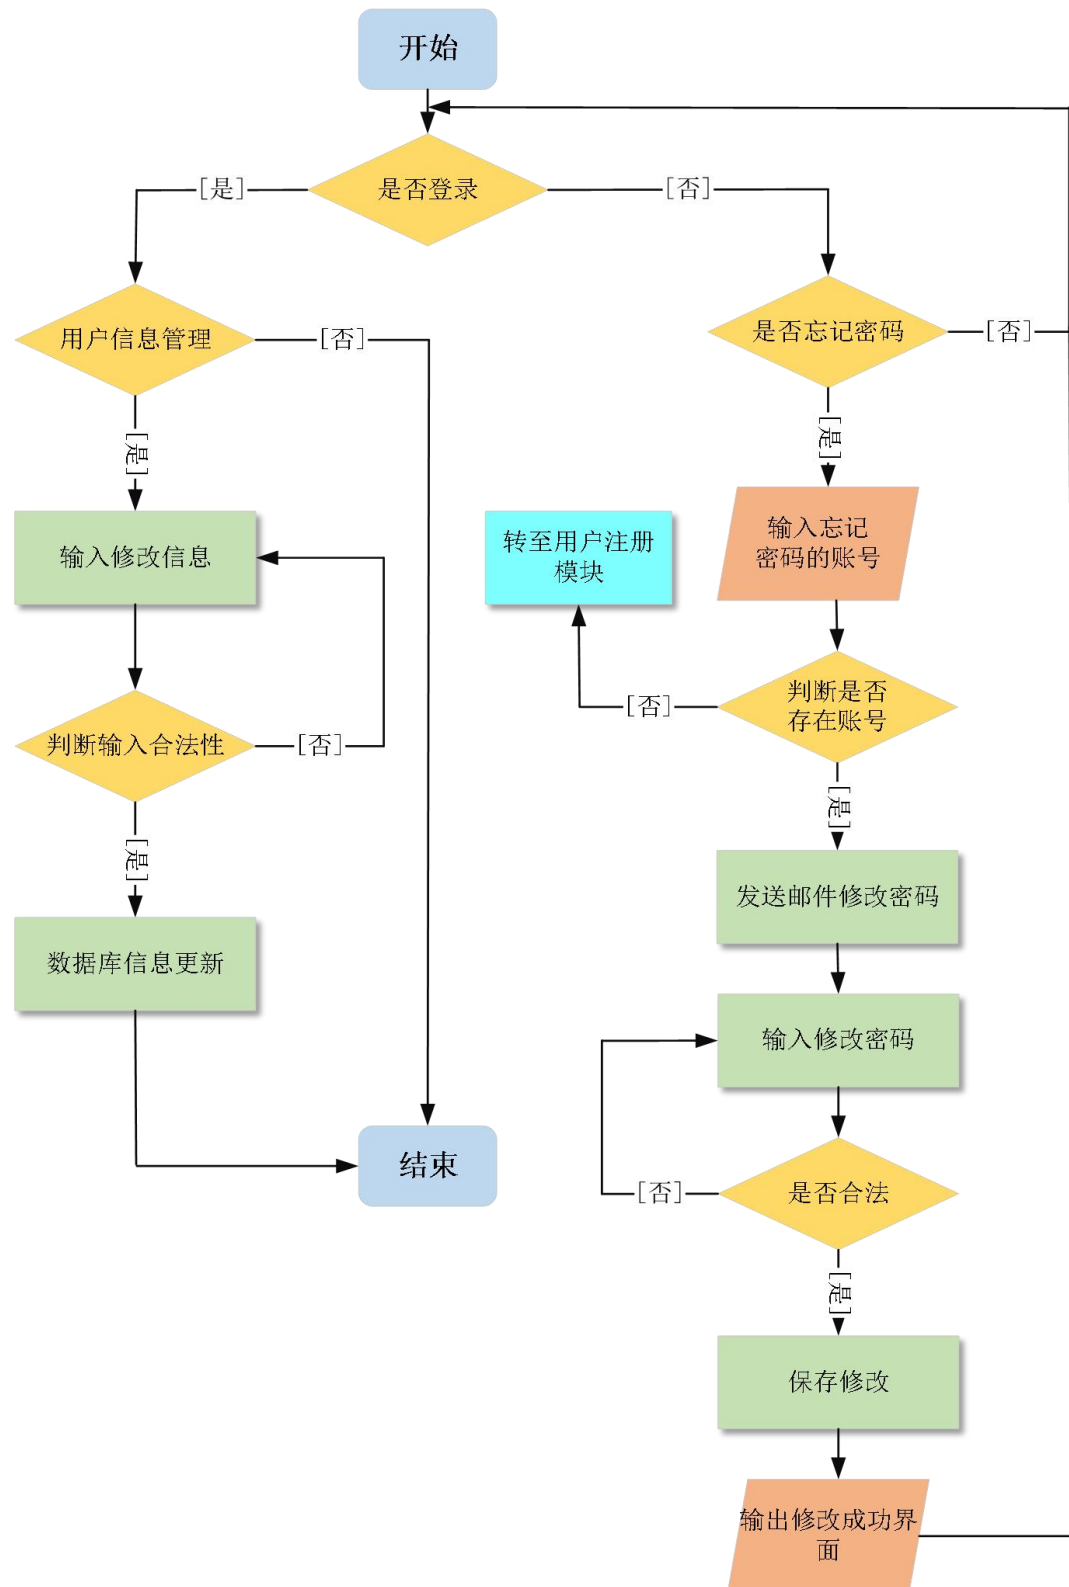 开始
[是]
是否登录
[否]
用户信息管理
[否]
是否忘记密码
[否]
[是]
[是]
输入修改信息
转至用户注册
模块
输入忘记
密码的账号
判断是否
存在账号
[否]
判断输入合法性
[否]
[是]
[是]
发送邮件修改密码
数据库信息更新
输入修改密码
结束
是否合法
[否]
[是]
保存修改
输出修改成功界
面